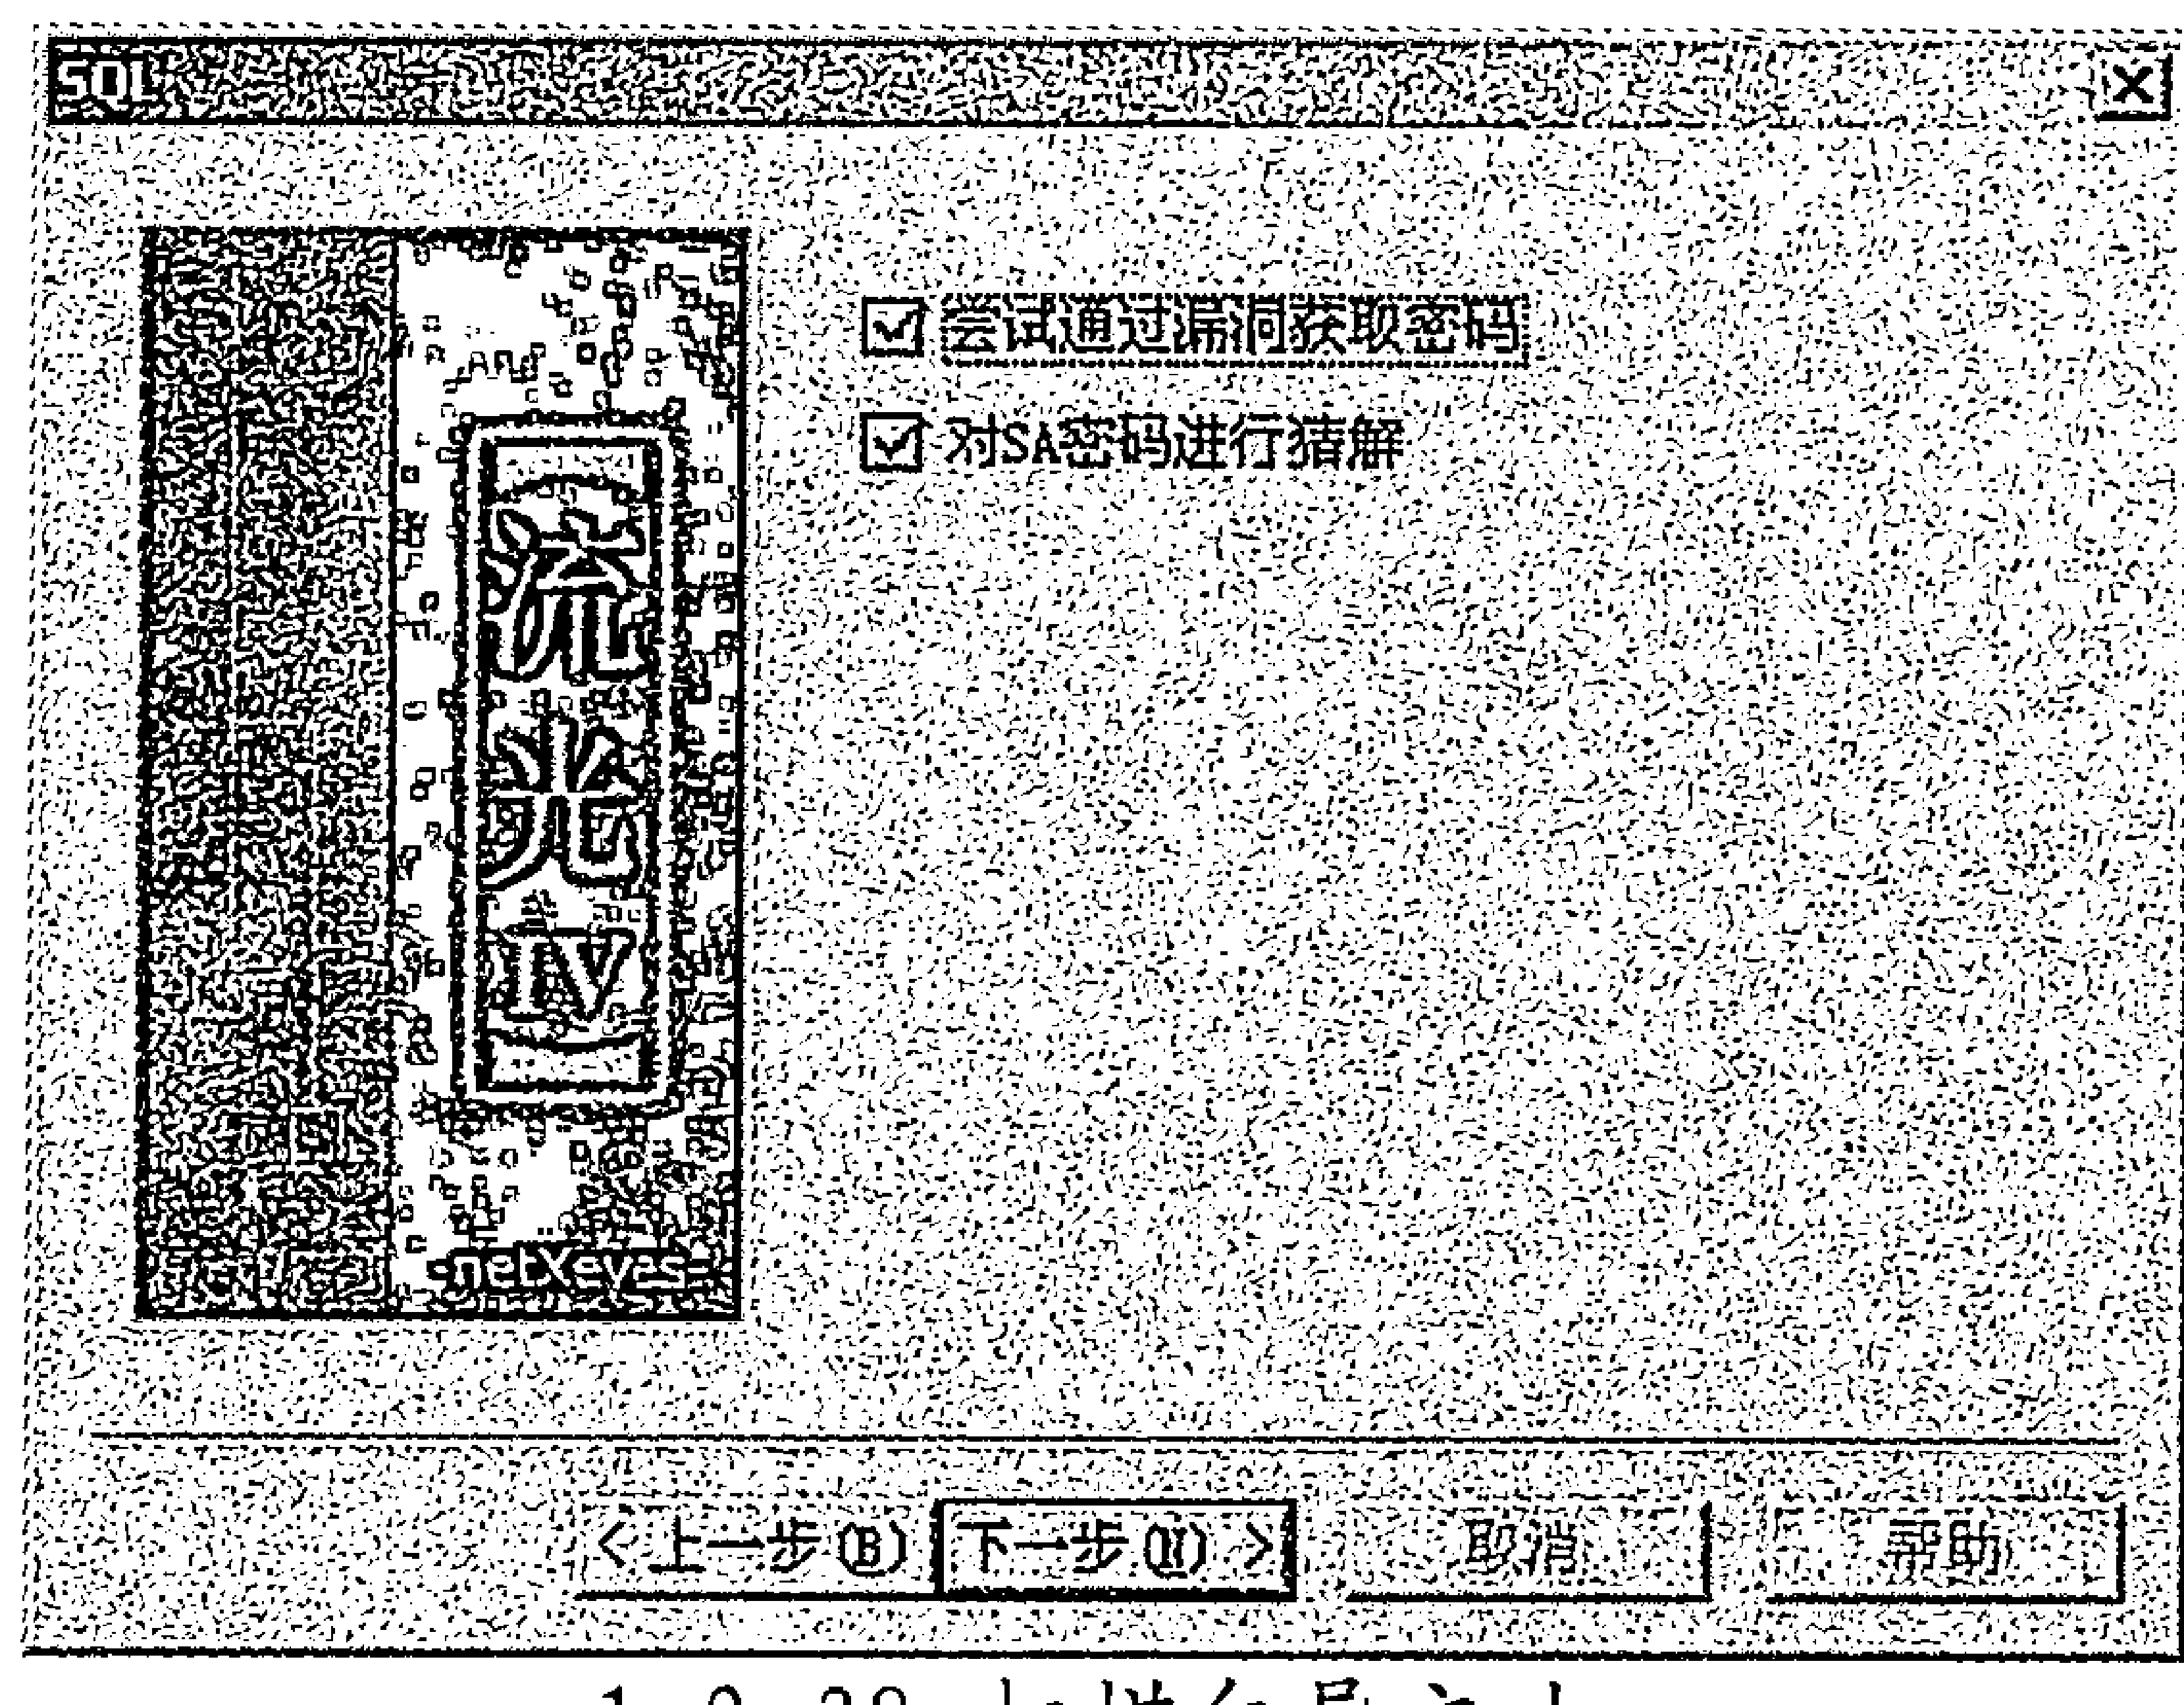 SQL
尝试通过漏洞获取密码
对SA密码进行猜解
流
光
IV
netXeyes
< 上一步(B)
下一步(N) >
取消
帮助